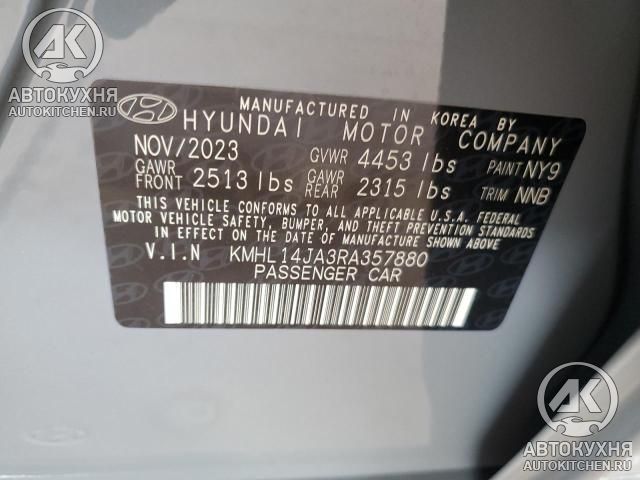 АК
АВТОКУХНЯ
AUTOKITCHEN.RU
MANUFACTURED IN KOREA BY
HYUNDAI MOTOR COMPANY
NOV/2023 GVWR 4453 lbs PAINT NY9
GAWR FRONT 2513 lbs GAWR REAR 2315 lbs TRIM NNB
THIS VEHICLE CONFORMS TO ALL APPLICABLE U.S.A. FEDERAL
MOTOR VEHICLE SAFETY, BUMPER, AND THEFT PREVENTION STANDARDS
IN EFFECT ON THE DATE OF MANUFACTURE SHOWN ABOVE.
V.I.N KMHL14JA3RA357880
PASSENGER CAR
АК
АВТОКУХНЯ
AUTOKITCHEN.RU